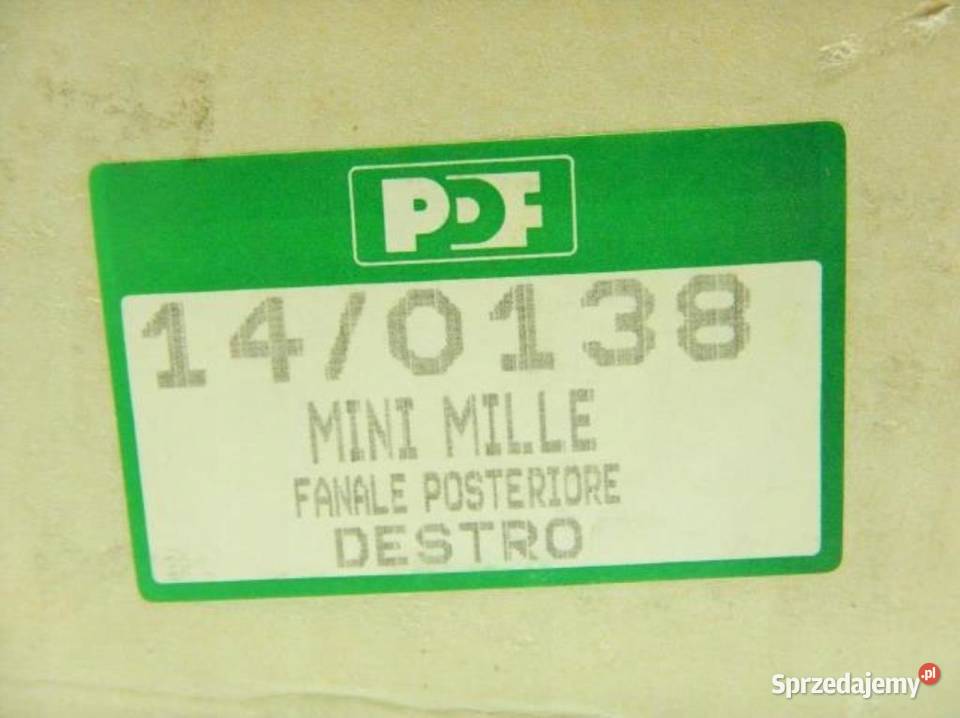 PDF
14/0138
MINI MILLE
FANALE POSTERIORE
DESTRO
Sprzedajemy.pl